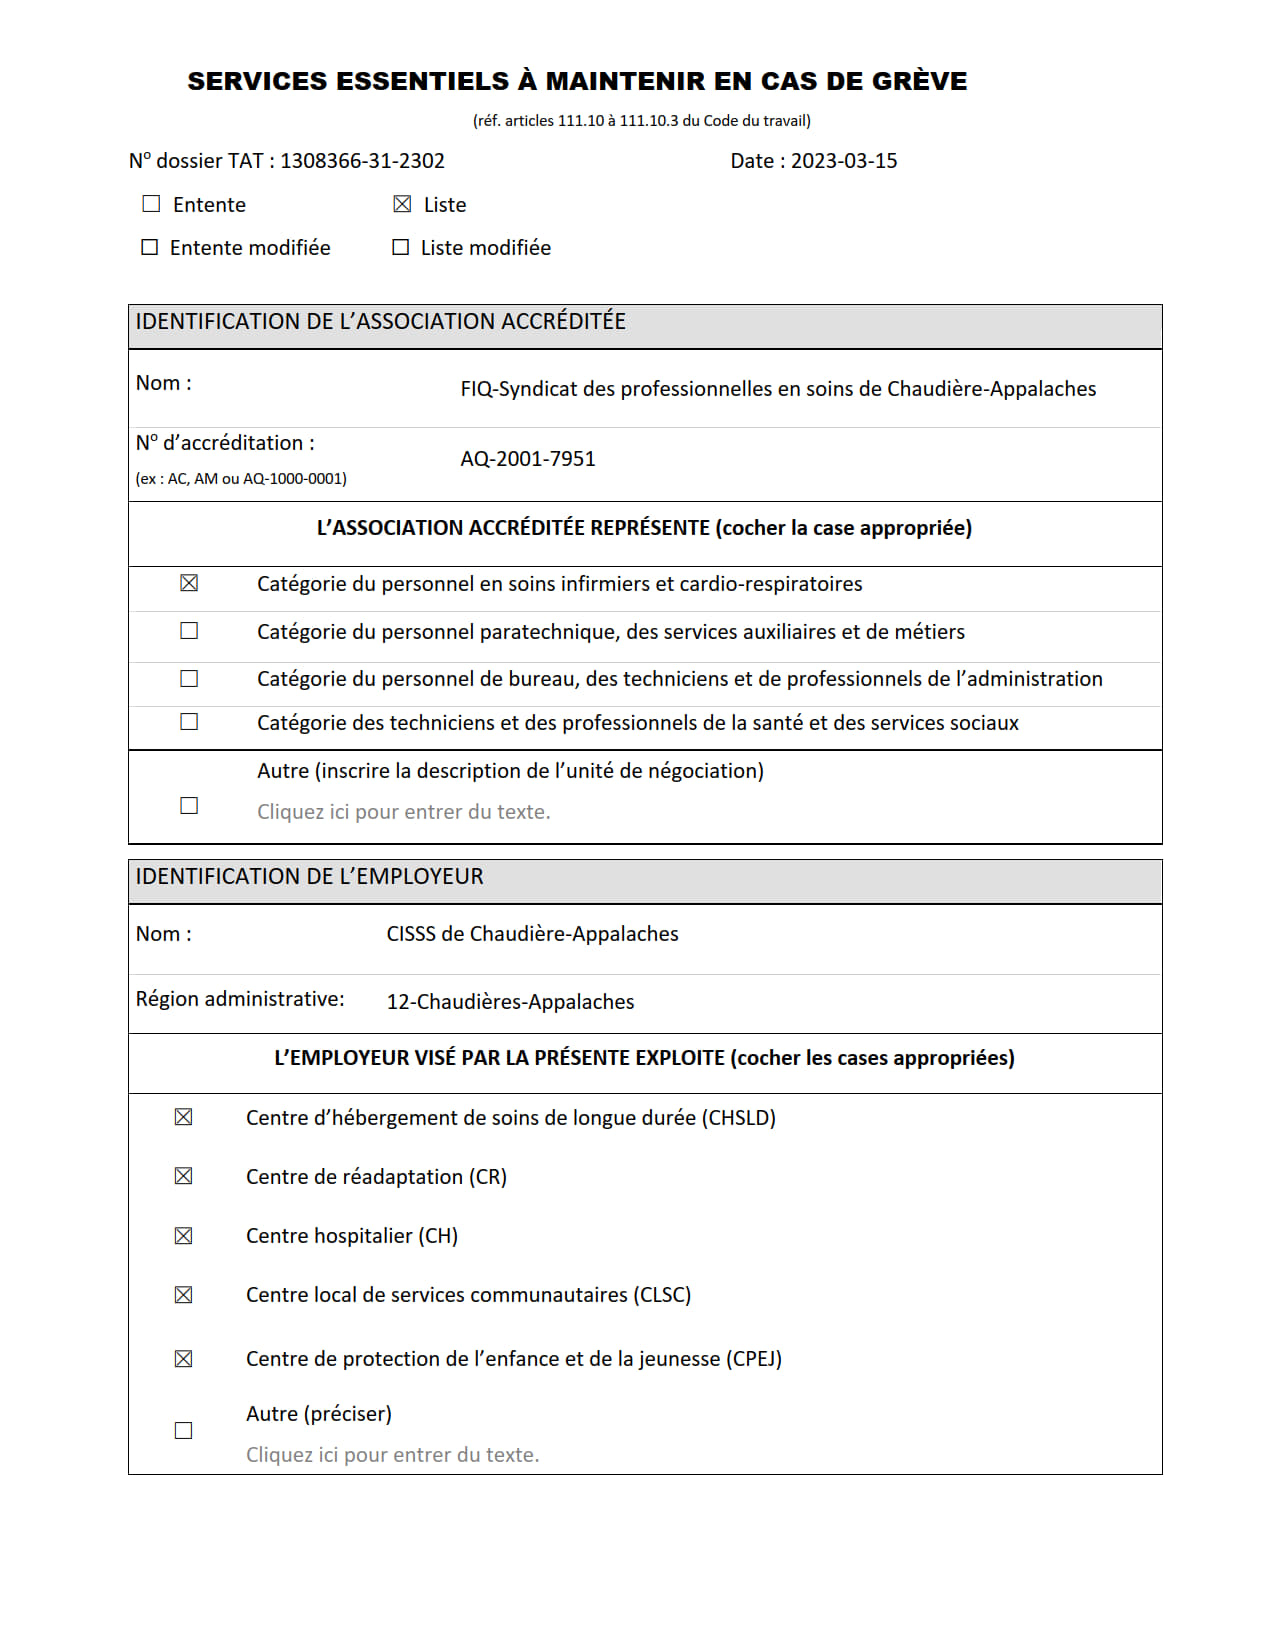 SERVICES ESSENTIELS À MAINTENIR EN CAS DE GRÈVE
(réf. articles 111.10 à 111.10.3 du Code du travail)
Nº dossier TAT : 1308366-31-2302 Date : 2023-03-15
☐ Entente ☒ Liste
☐ Entente modifiée ☐ Liste modifiée
IDENTIFICATION DE L’ASSOCIATION ACCRÉDITÉE
Nom : FIQ-Syndicat des professionnelles en soins de Chaudière-Appalaches
Nº d’accréditation :
(ex : AC, AM ou AQ-1000-0001) AQ-2001-7951
L’ASSOCIATION ACCRÉDITÉE REPRÉSENTE (cocher la case appropriée)
☒ Catégorie du personnel en soins infirmiers et cardio-respiratoires
☐ Catégorie du personnel paratechnique, des services auxiliaires et de métiers
☐ Catégorie du personnel de bureau, des techniciens et de professionnels de l’administration
☐ Catégorie des techniciens et des professionnels de la santé et des services sociaux
Autre (inscrire la description de l’unité de négociation)
☐ Cliquez ici pour entrer du texte.
IDENTIFICATION DE L’EMPLOYEUR
Nom : CISSS de Chaudière-Appalaches
Région administrative: 12-Chaudières-Appalaches
L’EMPLOYEUR VISÉ PAR LA PRÉSENTE EXPLOITE (cocher les cases appropriées)
☒ Centre d’hébergement de soins de longue durée (CHSLD)
☒ Centre de réadaptation (CR)
☒ Centre hospitalier (CH)
☒ Centre local de services communautaires (CLSC)
☒ Centre de protection de l’enfance et de la jeunesse (CPEJ)
Autre (préciser)
☐ Cliquez ici pour entrer du texte.